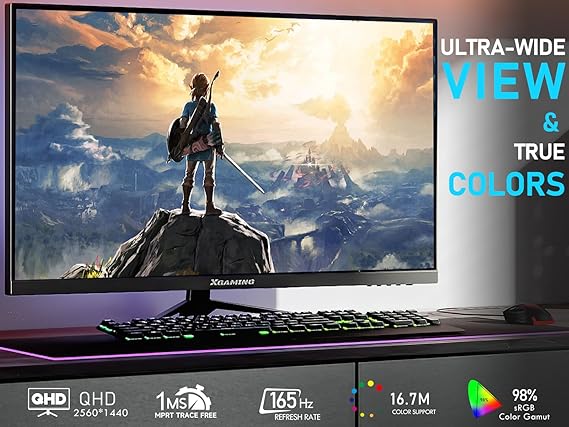 ULTRA-WIDE
VIEW
&
TRUE
COLORS
XGAMING
QHD
QHD
2560*1440
1MS
MPRT TRACE FREE
165Hz
REFRESH RATE
16.7M
COLOR SUPPORT
98%
sRGB
Color Gamut